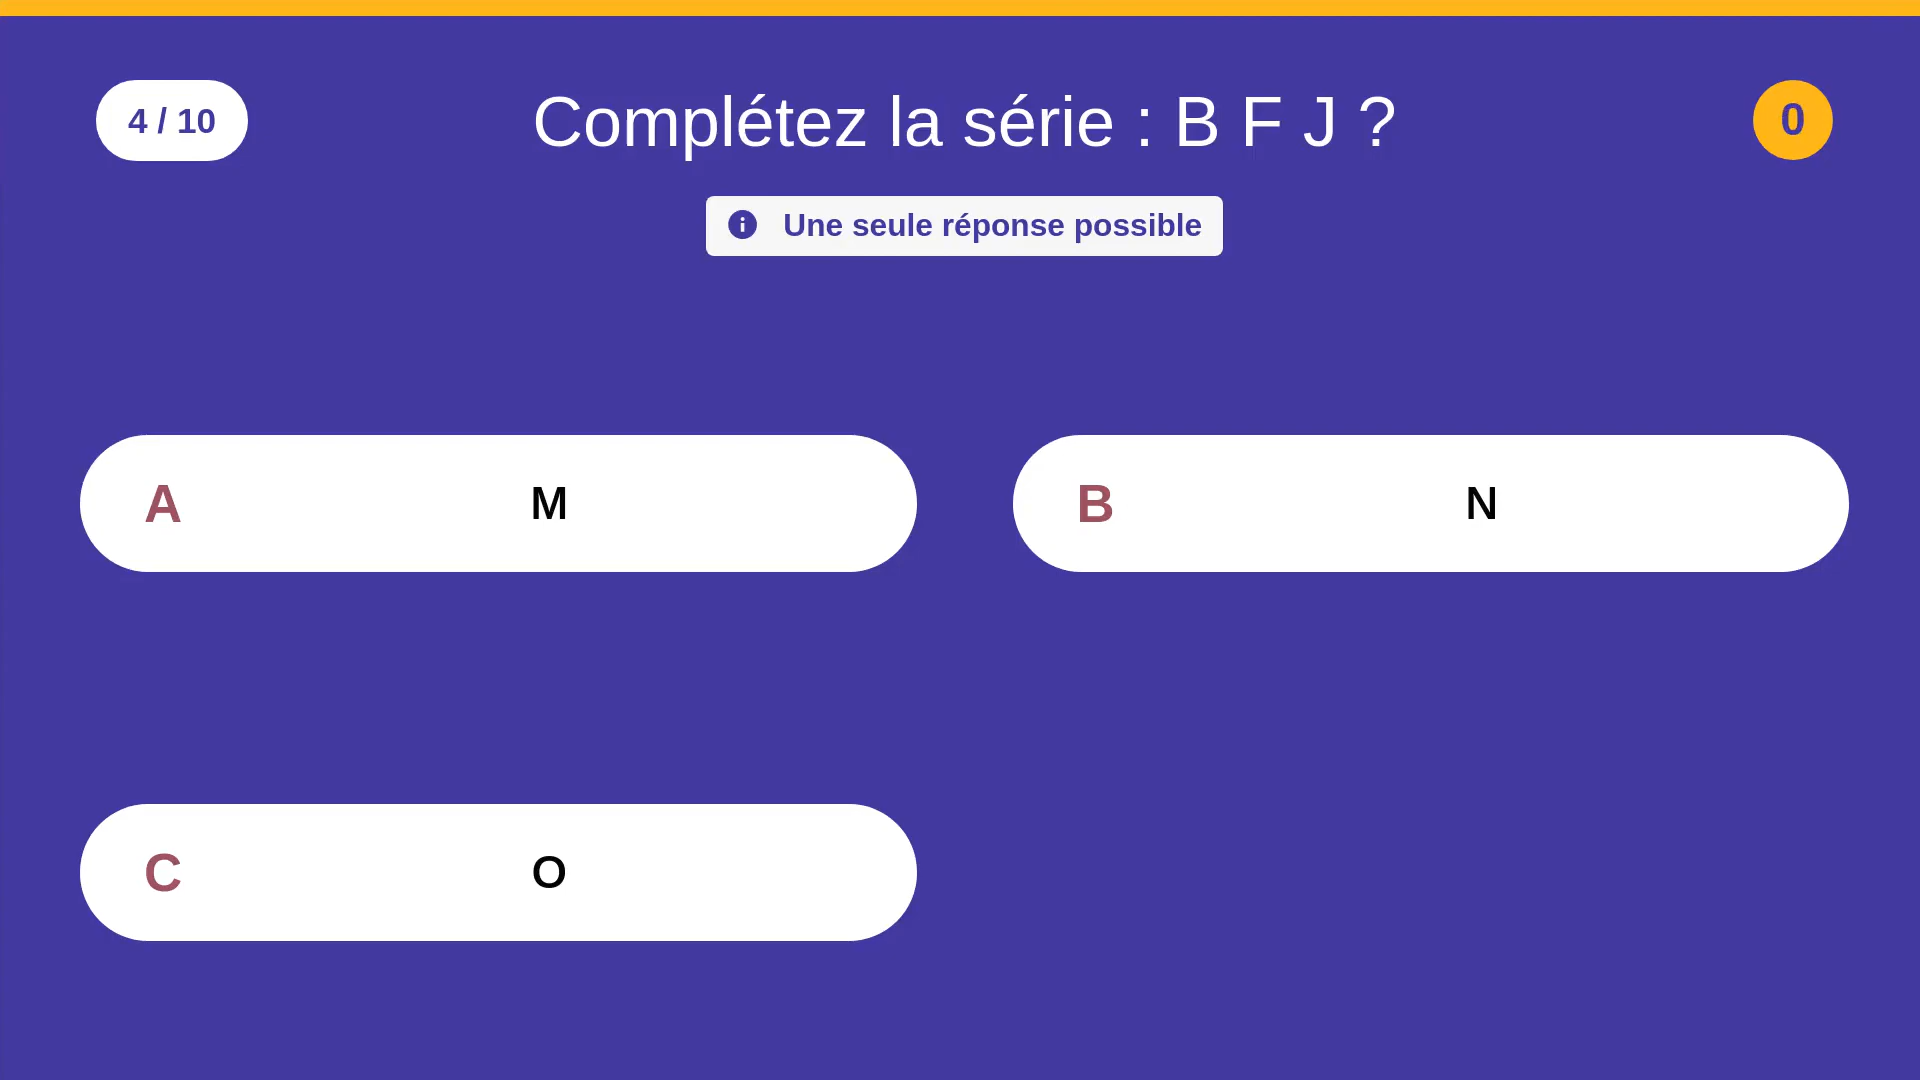 4 / 10
Complétez la série : B F J ?
0
Une seule réponse possible
A M
B N
C O